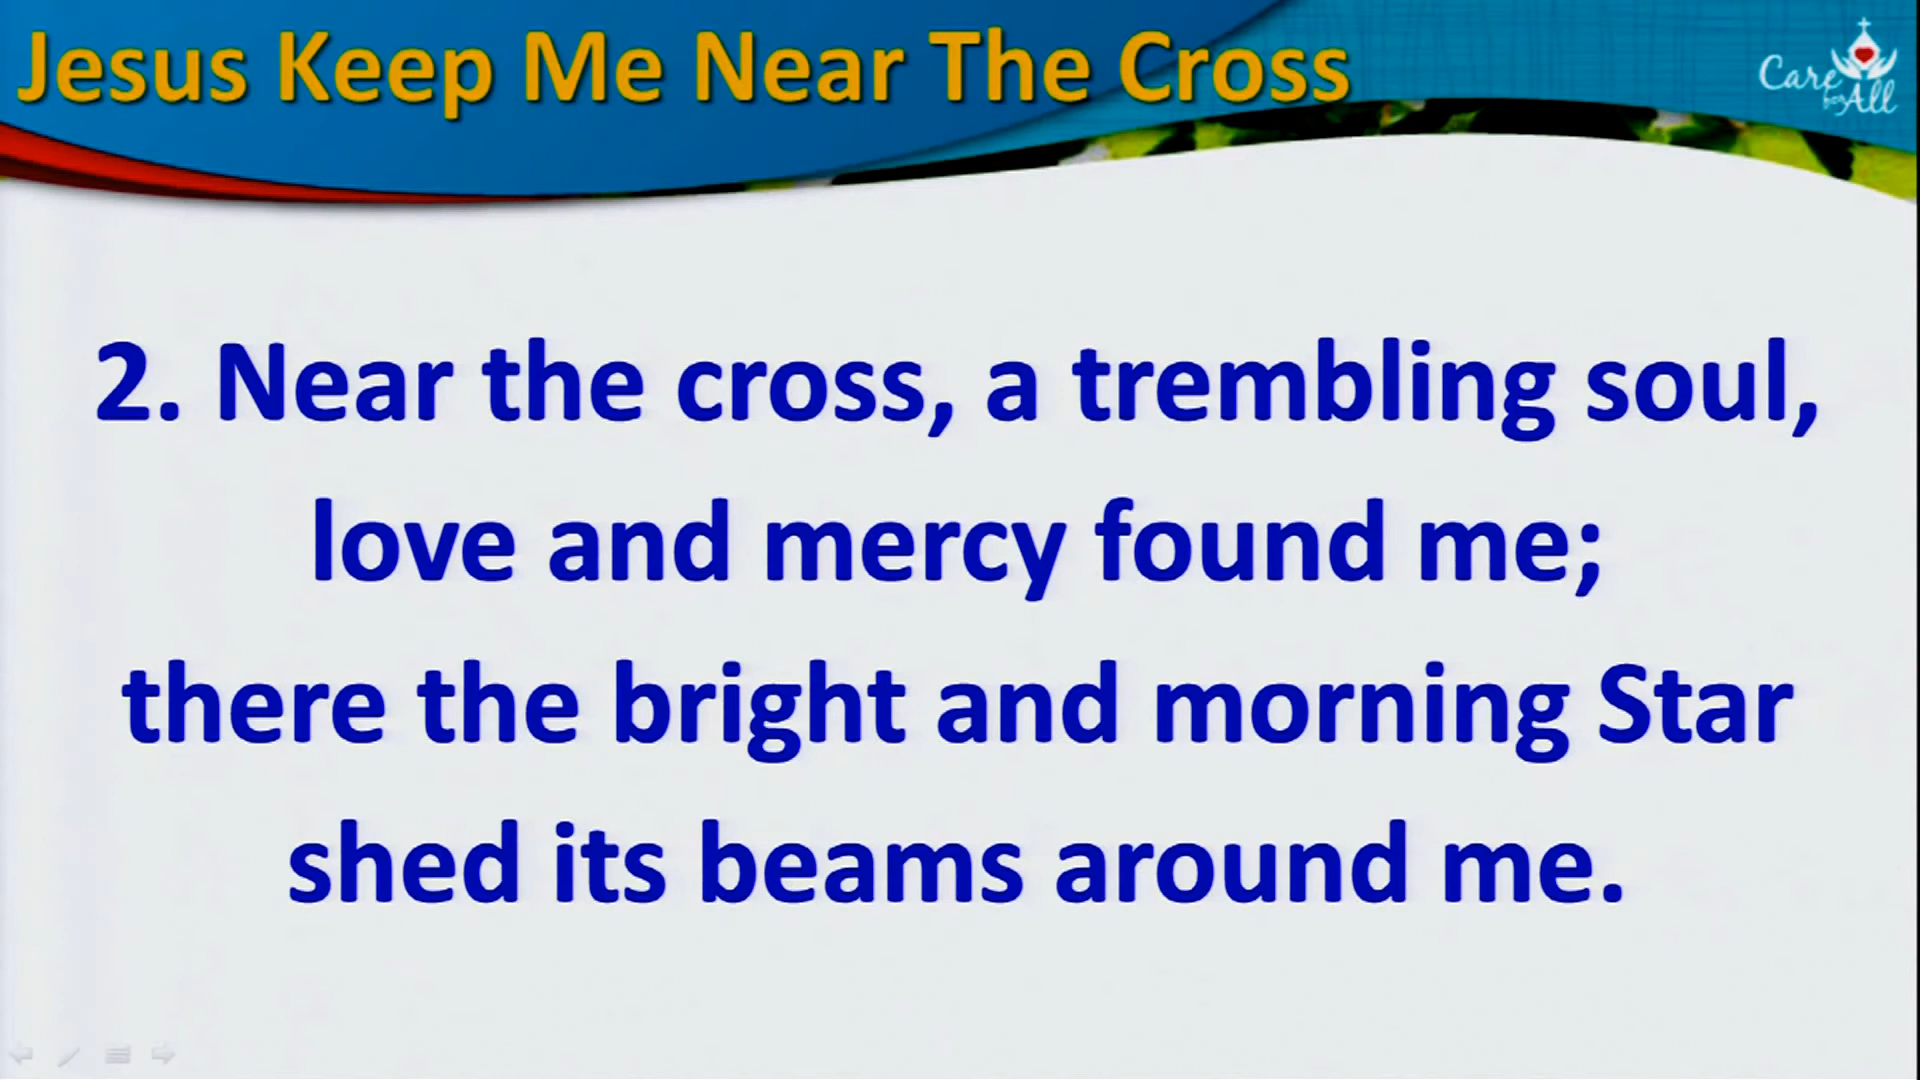 Jesus Keep Me Near The Cross
Care
for All
2. Near the cross, a trembling soul,
love and mercy found me;
there the bright and morning Star
shed its beams around me.